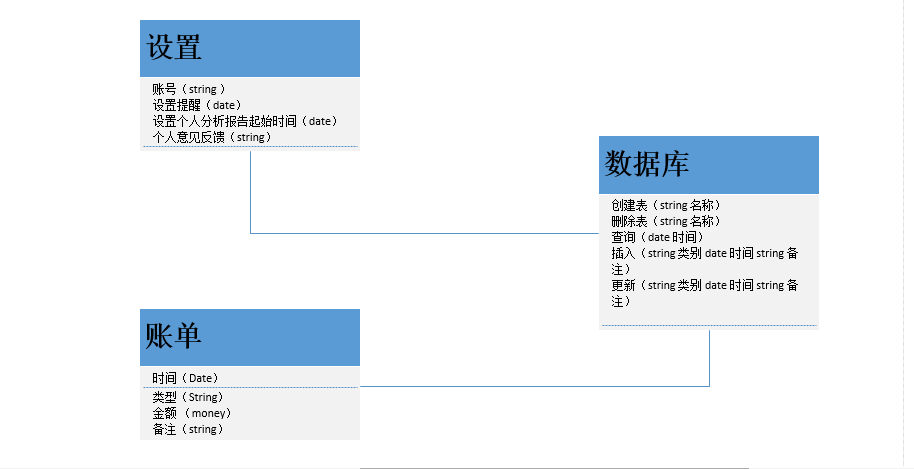 设置
账号（string ）
设置提醒（date）
设置个人分析报告起始时间（date）
个人意见反馈（string）
数据库
创建表（string 名称）
删除表（string 名称）
查询（date 时间）
插入（string 类别 date 时间 string 备
注）
更新（string 类别 date 时间 string 备
注）
账单
时间（Date）
类型（String）
金额 （money）
备注（string）